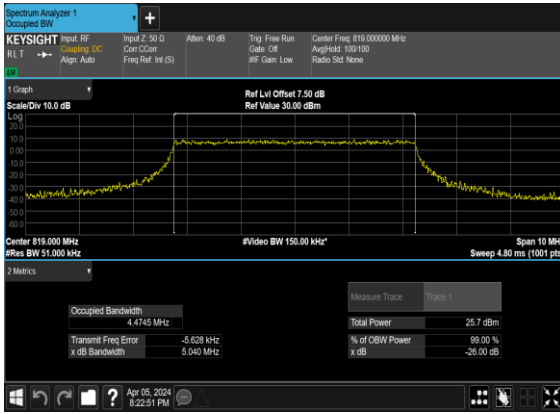 Spectrum Analyzer 1
Occupied BW
KEYSIGHT
RLT
LW
Input: RF
Coupling: DC
Align: Auto
Input Z: 50 Ω
Corr CCorr
Freq Ref: Int (S)
Atten: 40 dB
Trig: Free Run
Gate: Off
#IF Gain: Low
Center Freq: 819.000000 MHz
Avg|Hold: 100/100
Radio Std: None
1 Graph
Scale/Div 10.0 dB
Ref Lvl Offset 7.50 dB
Ref Value 30.00 dBm
Log
20.0
10.0
0.00
-10.0
-20.0
-30.0
-40.0
-50.0
-60.0
Center 819.000 MHz
#Res BW 51.000 kHz
#Video BW 150.00 kHz*
Span 10 MH
Sweep 4.80 ms (1001 pts
2 Metrics
Measure Trace
Trace 1
Occupied Bandwidth
4.4745 MHz
Total Power
25.7 dBm
Transmit Freq Error
-5.628 kHz
% of OBW Power
99.00 %
x dB Bandwidth
5.040 MHz
x dB
-26.00 dB
?
Apr 05, 2024
8:22:51 PM